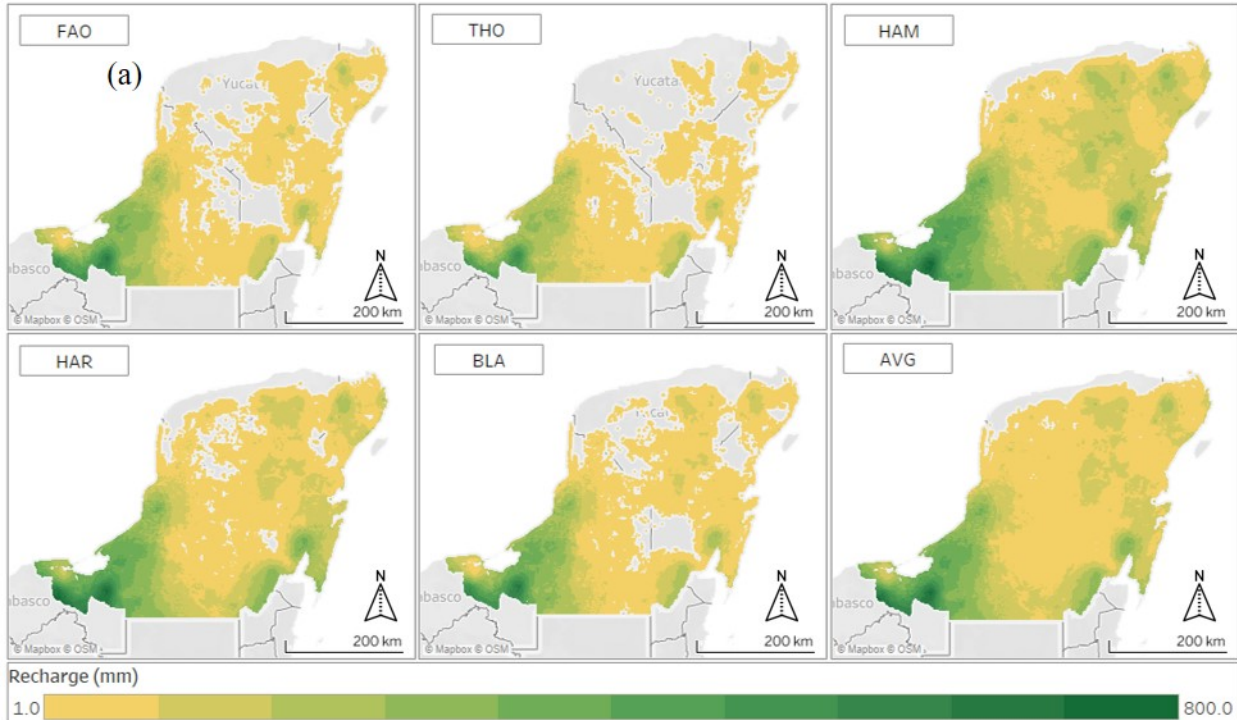 FAO
(a)
Yucat
N
200 km
© Mapbox © OSM
abasco
THO
Yucata
N
200 km
© Mapbox © OSM
abasco
HAM
N
200 km
© Mapbox © OSM
abasco
HAR
N
200 km
© Mapbox © OSM
abasco
BLA
N
200 km
© Mapbox © OSM
abasco
AVG
N
200 km
© Mapbox © OSM
abasco
Recharge (mm)
1.0
800.0